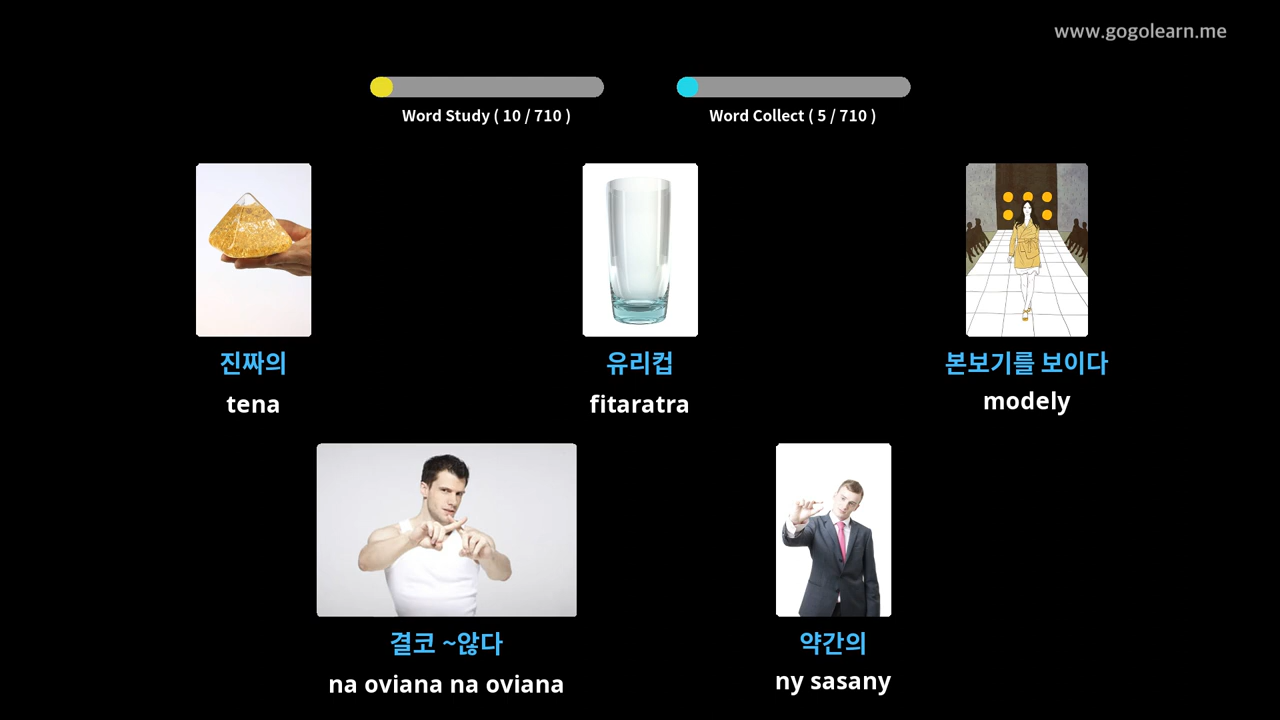 www.gogolearn.me
Word Study ( 10 / 710 )
Word Collect ( 5 / 710 )
진짜의
tena
유리컵
fitaratra
본보기를 보이다
modely
결코 ~않다
na oviana na oviana
약간의
ny sasany